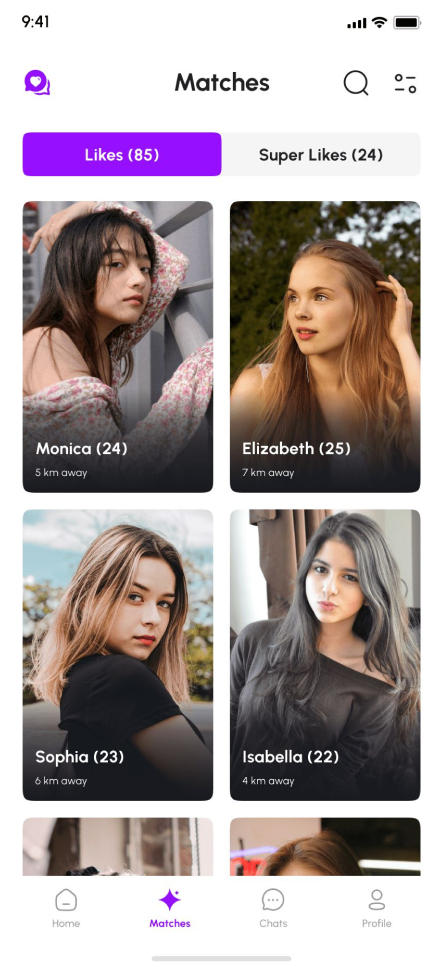 9:41
Matches
Likes (85)
Super Likes (24)
Monica (24)
5 km away
Elizabeth (25)
7 km away
Sophia (23)
6 km away
Isabella (22)
4 km away
Home
Matches
Chats
Profile